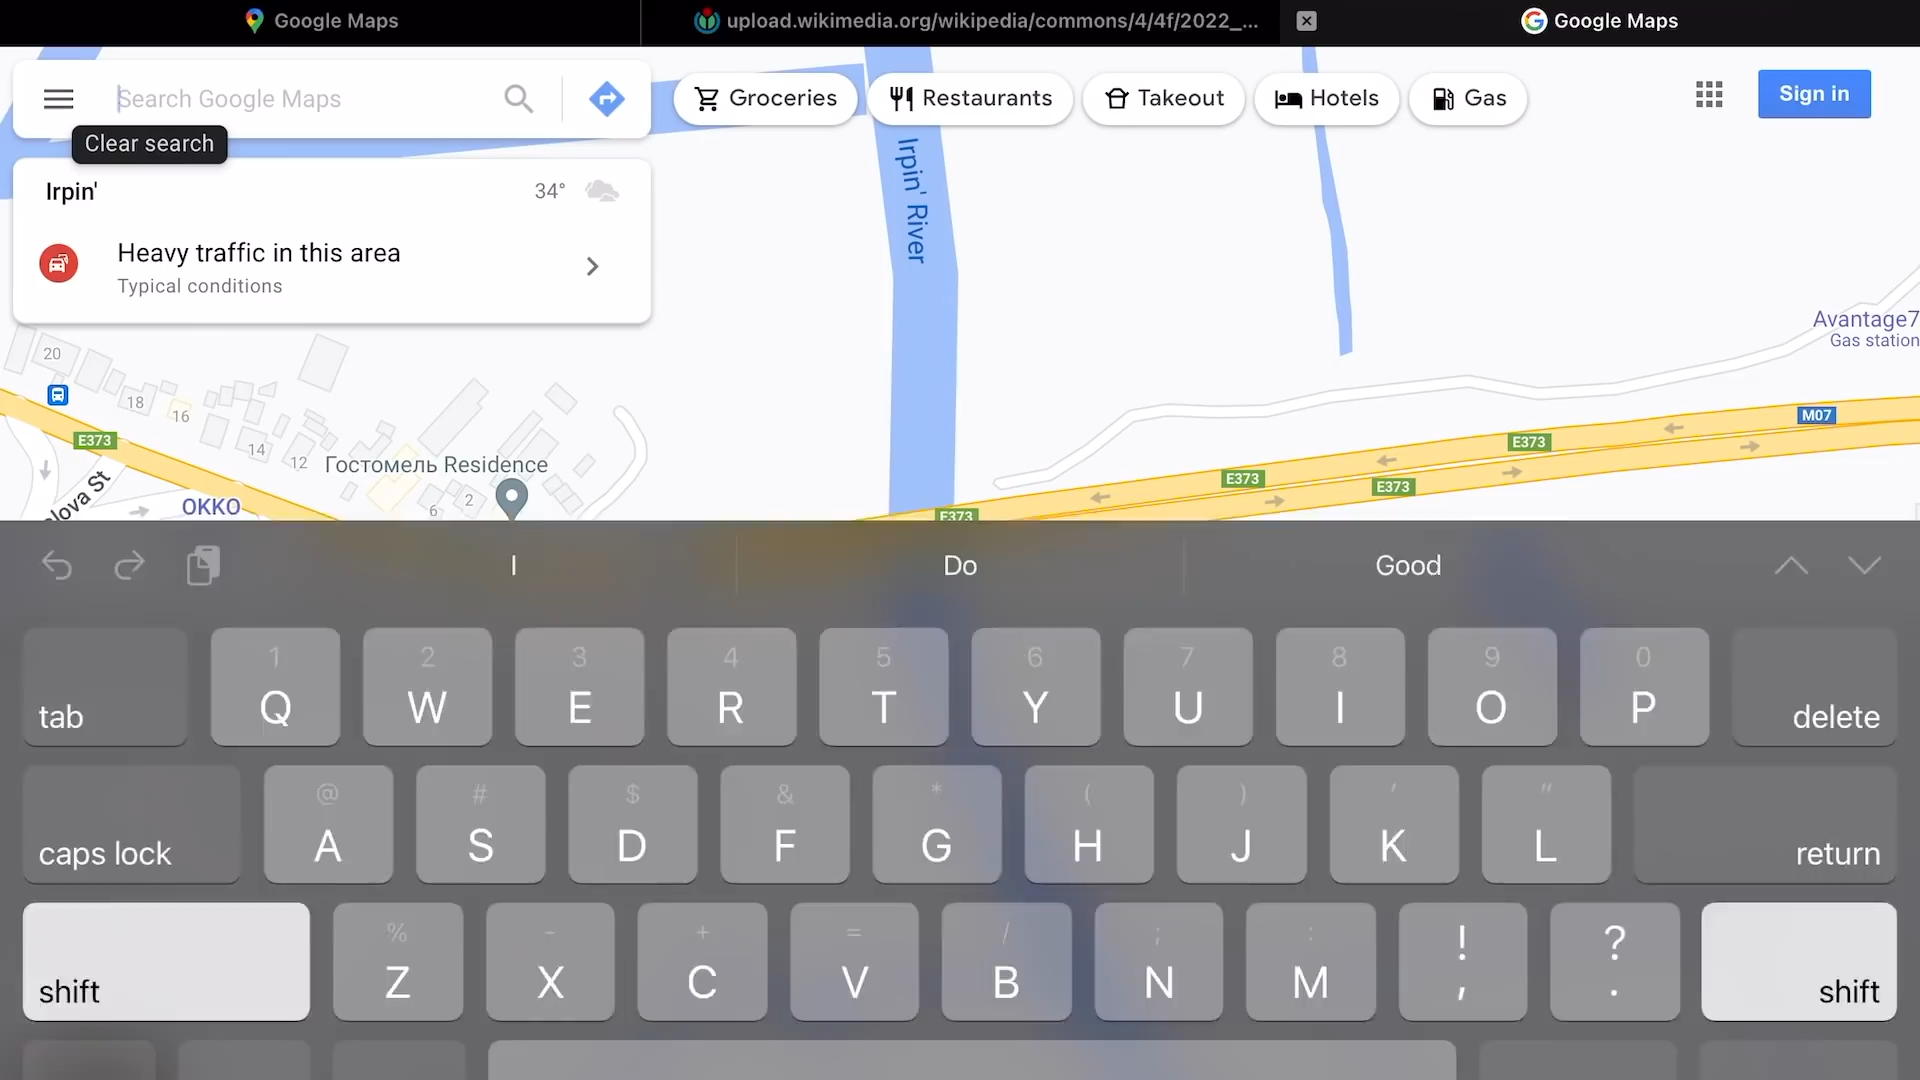 Google Maps
upload.wikimedia.org/wikipedia/commons/4/4f/2022_...
Google Maps
Search Google Maps
Groceries
Restaurants
Takeout
Hotels
Gas
Sign in
Clear search
Irpin'
34°
Heavy traffic in this area
Typical conditions
Irpin' River
Avantage7
Gas station
20
18
16
14
12
6
2
E373
lova St
OKKO
Гостомель Residence
M07
E373
E373
E373
E373
I
Do
Good
tab
1 2 3 4 5 6 7 8 9 0
Q W E R T Y U I O P
delete
@ # $ & * ( ) ' "
caps lock
A S D F G H J K L
return
% - + = / ; : ! ?
shift
Z X C V B N M , .
shift